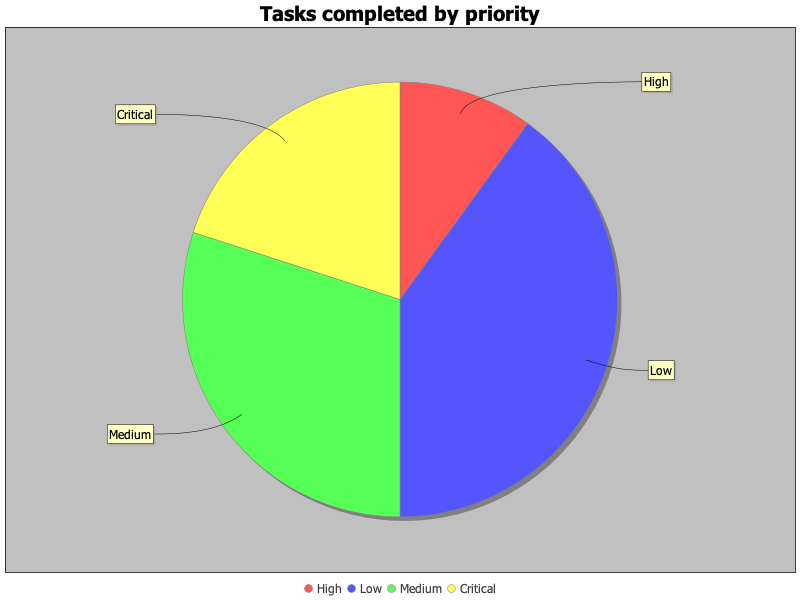 Tasks completed by priority
High
Critical
Low
Medium
High Low Medium Critical